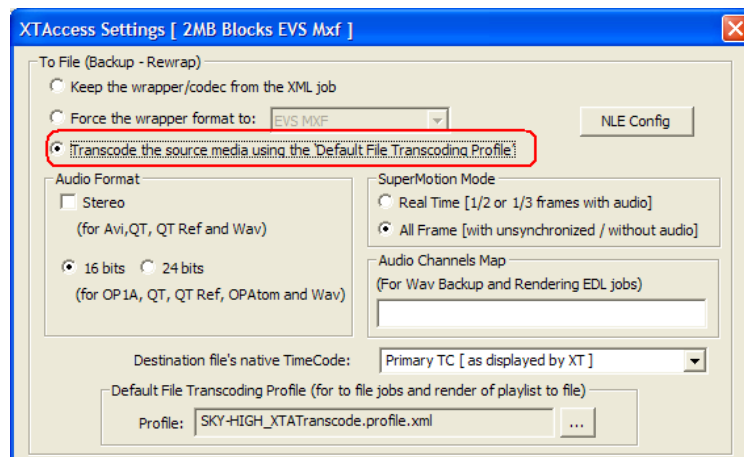 XTAccess Settings [ 2MB Blocks EVS Mxf ]
To File (Backup - Rewrap)
Keep the wrapper/codec from the XML job
Force the wrapper format to: EVS MXF NLE Config
Transcode the source media using the 'Default File Transcoding Profile'
Audio Format
Stereo
(for Avi,QT, QT Ref and Wav)
16 bits 24 bits
(for OP1A, QT, QT Ref, OPAtom and Wav)
SuperMotion Mode
Real Time [1/2 or 1/3 frames with audio]
All Frame [with unsynchronized / without audio]
Audio Channels Map
(For Wav Backup and Rendering EDL jobs)
Destination file's native TimeCode: Primary TC [ as displayed by XT ]
Default File Transcoding Profile (for to file jobs and render of playlist to file)
Profile: SKY-HIGH_XTATranscode.profile.xml ...